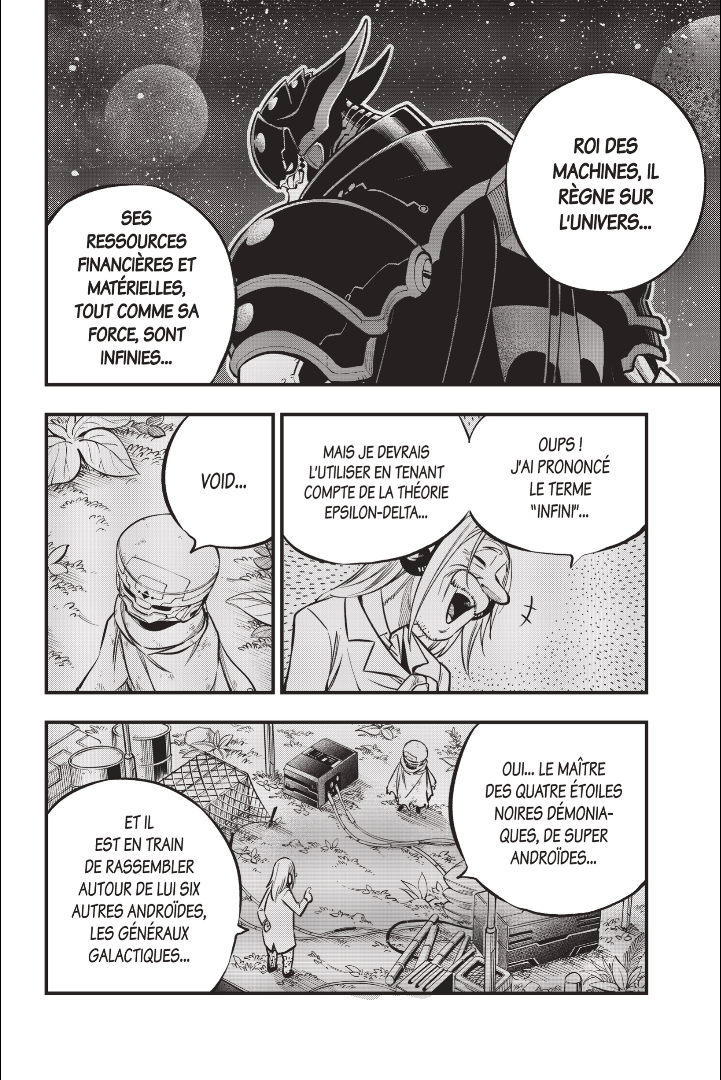 ROI DES
MACHINES, IL
RÈGNE SUR
L'UNIVERS...
SES
RESSOURCES
FINANCIÈRES ET
MATÉRIELLES,
TOUT COMME SA
FORCE, SONT
INFINIES...
OUPS !
J'AI PRONONCÉ
LE TERME
“INFINI”...
MAIS JE DEVRAIS
L'UTILISER EN TENANT
COMPTE DE LA THÉORIE
EPSILON-DELTA...
VOID...
OUI... LE MAÎTRE
DES QUATRE ÉTOILES
NOIRES DÉMONIA-
QUES, DE SUPER
ANDROÏDES...
ET IL
EST EN TRAIN
DE RASSEMBLER
AUTOUR DE LUI SIX
AUTRES ANDROÏDES,
LES GÉNÉRAUX
GALACTIQUES...